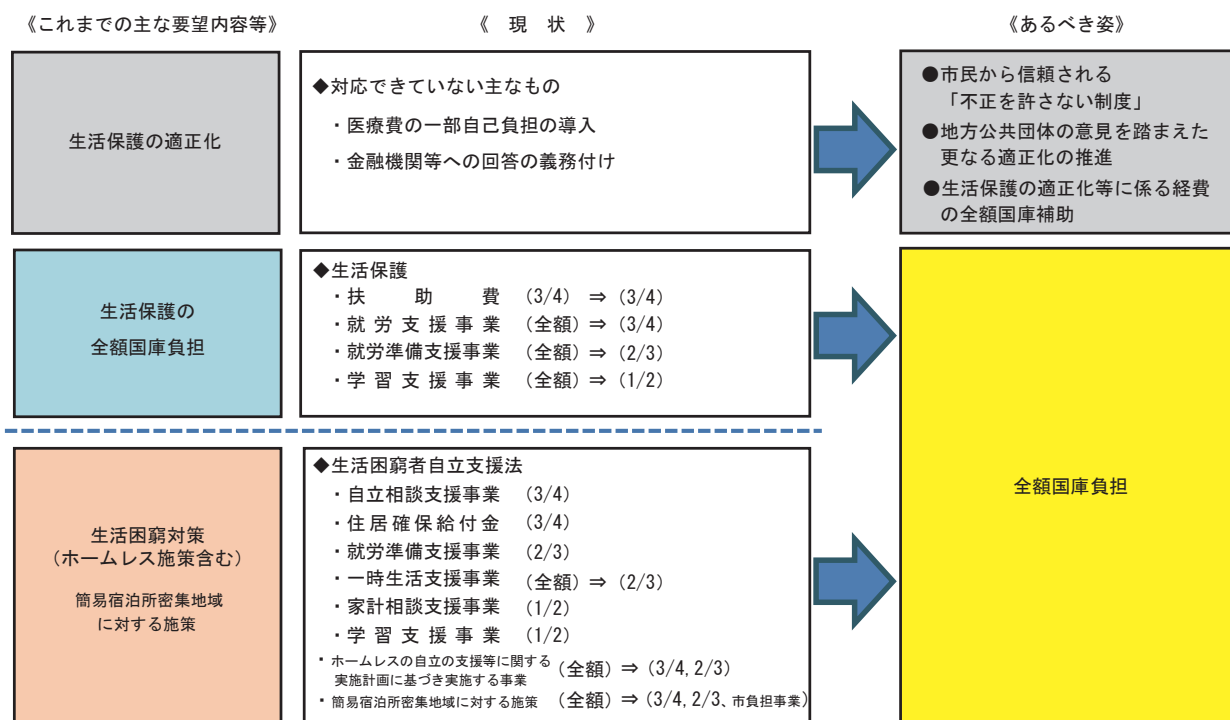 《これまでの主な要望内容等》
《 現 状 》
《あるべき姿》
生活保護の適正化
◆対応できていない主なもの
・医療費の一部自己負担の導入
・金融機関等への回答の義務付け
●市民から信頼される
「不正を許さない制度」
●地方公共団体の意見を踏まえた
更なる適正化の推進
●生活保護の適正化等に係る経費
の全額国庫補助
生活保護の
全額国庫負担
◆生活保護
・扶助費 (3/4) ⇒ (3/4)
・就労支援事業 (全額) ⇒ (3/4)
・就労準備支援事業 (全額) ⇒ (2/3)
・学習支援事業 (全額) ⇒ (1/2)
生活困窮対策
(ホームレス施策含む)
簡易宿泊所密集地域
に対する施策
◆生活困窮者自立支援法
・自立相談支援事業 (3/4)
・住居確保給付金 (3/4)
・就労準備支援事業 (2/3)
・一時生活支援事業 (全額) ⇒ (2/3)
・家計相談支援事業 (1/2)
・学習支援事業 (1/2)
・ホームレスの自立の支援等に関する
実施計画に基づき実施する事業 (全額) ⇒ (3/4, 2/3)
・簡易宿泊所密集地域に対する施策 (全額) ⇒ (3/4, 2/3、市負担事業)
全額国庫負担